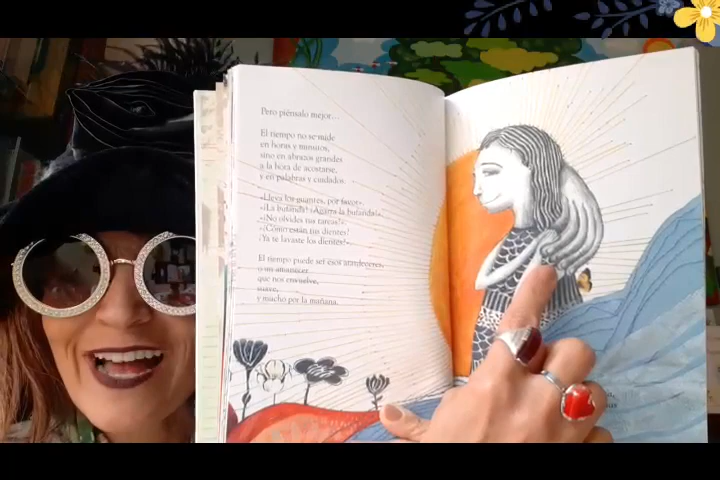 Pero piénsalo mejor...
El tiempo no se mide
en horas y minutos,
sino en abrazos grandes
a la hora de acostarse,
y en palabras y cuidados.
«Lleva los guantes, por favor».
«¡La bufanda! ¡Ajusta la bufanda!».
«¡No olvides tus tareas!».
«¿Cómo están tus dientes?
¿Ya te lavaste los dientes?».
El tiempo puede ser esos atardeceres,
o un amanecer
que nos envuelve,
suave,
y mucho por la mañana.